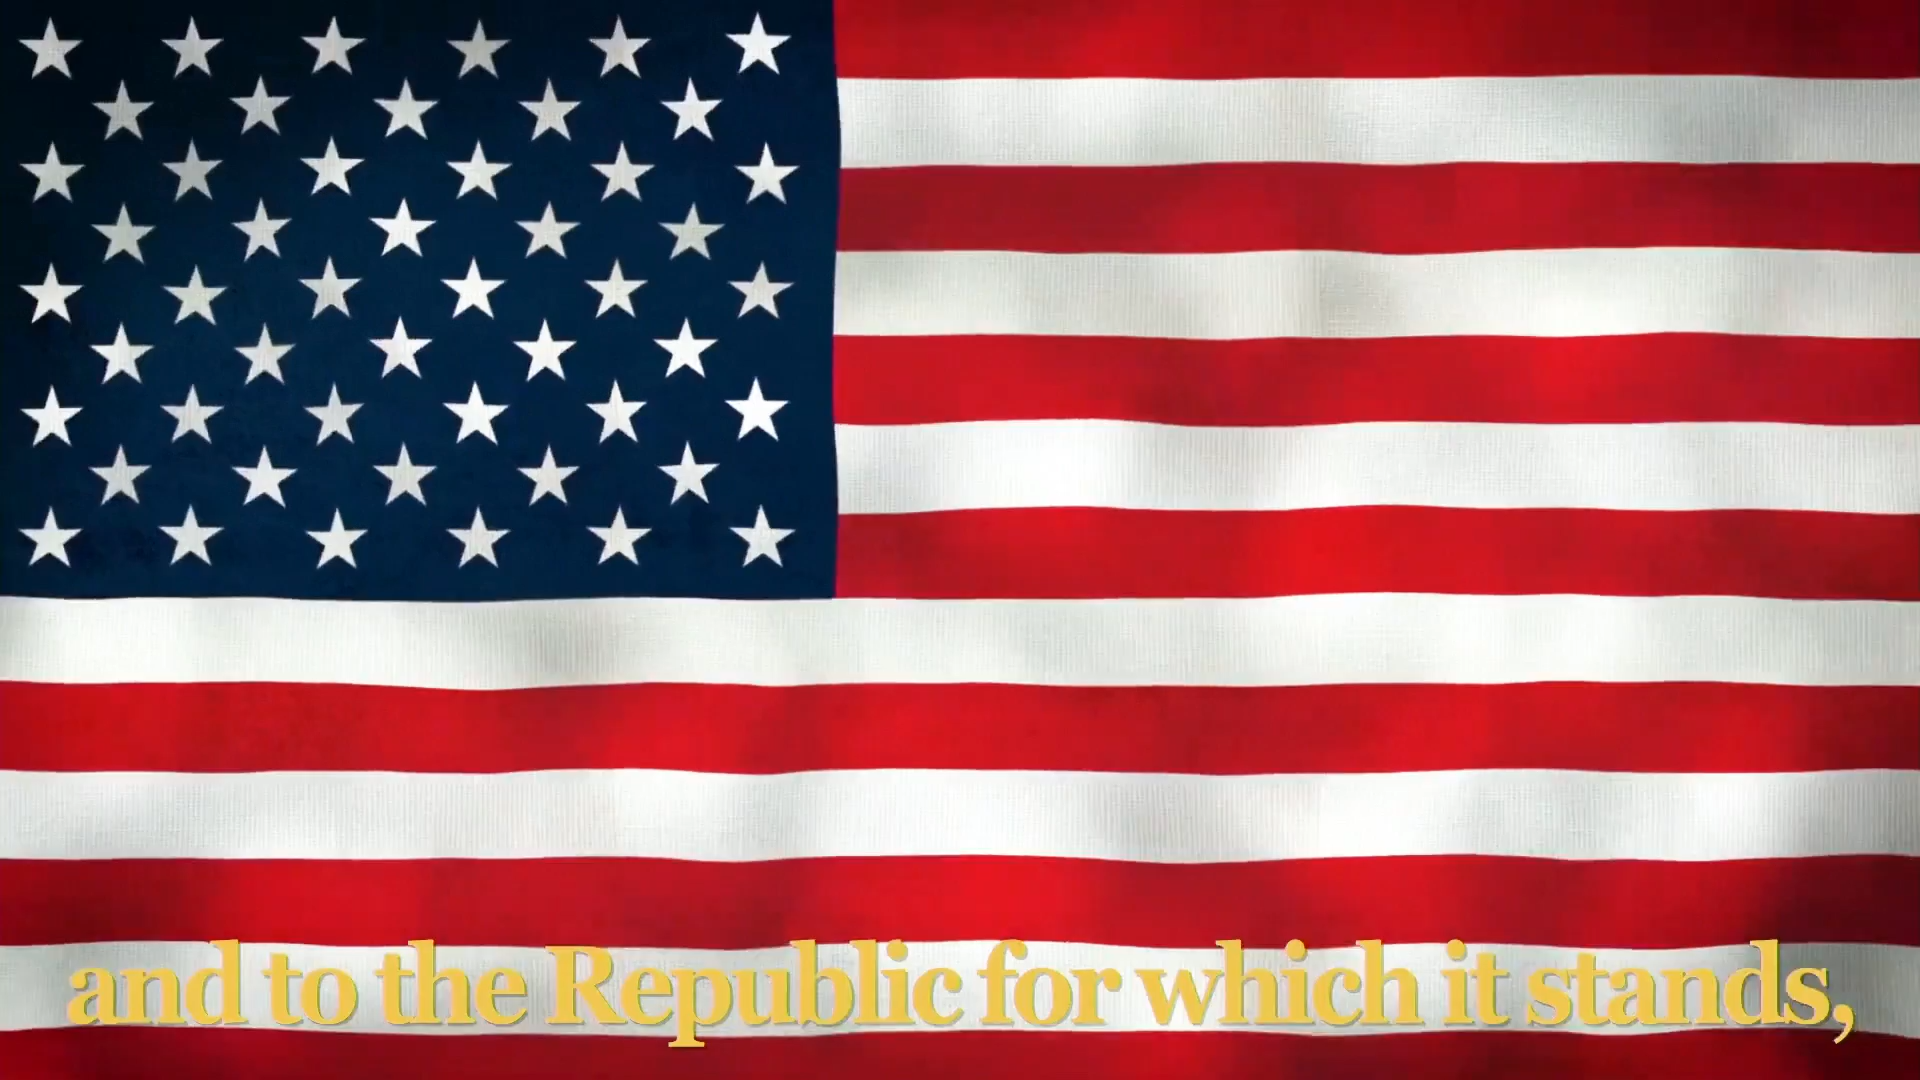 and to the Republic for which it stands,